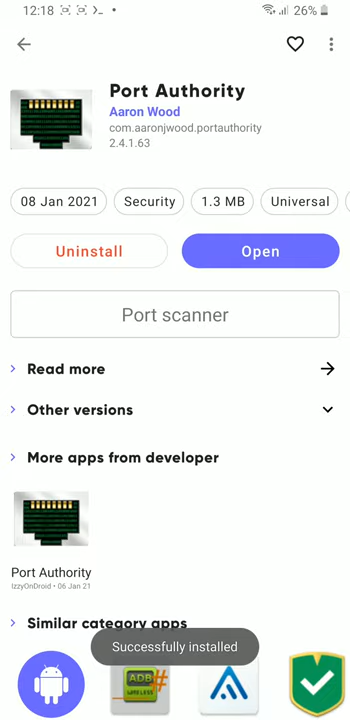 12:18
26%
Port Authority
Aaron Wood
com.aaronjwood.portauthority
2.4.1.63
08 Jan 2021
Security
1.3 MB
Universal
Uninstall
Open
Port scanner
Read more
Other versions
More apps from developer
Port Authority
IzzyOnDroid • 06 Jan 21
Similar category apps
Successfully installed
ADB
WIRELESS